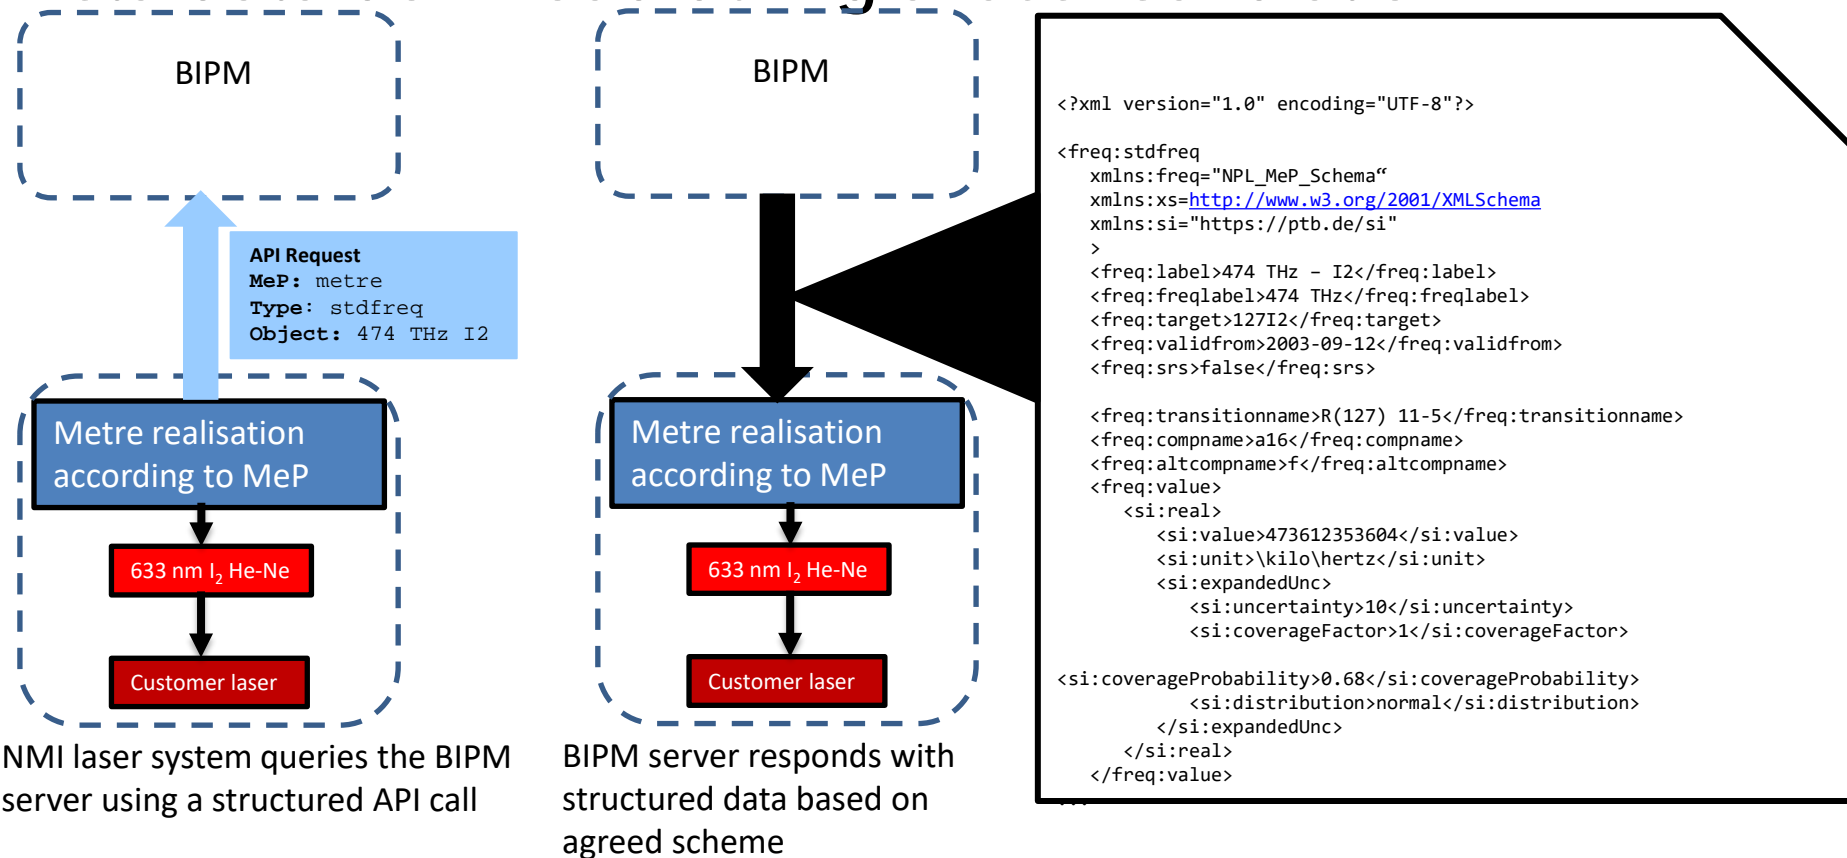 BIPM
API Request
MeP: metre
Type: stdfreq
Object: 474 THz I2
Metre realisation
according to MeP
633 nm I2 He-Ne
Customer laser
NMI laser system queries the BIPM
server using a structured API call
BIPM
Metre realisation
according to MeP
633 nm I2 He-Ne
Customer laser
BIPM server responds with
structured data based on
agreed scheme
<?xml version="1.0" encoding="UTF-8"?>
<freq:stdfreq
xmlns:freq="NPL_MeP_Schema“
xmlns:xs=http://www.w3.org/2001/XMLSchema
xmlns:si="https://ptb.de/si"
>
<freq:label>474 THz – I2</freq:label>
<freq:freqlabel>474 THz</freq:freqlabel>
<freq:target>127I2</freq:target>
<freq:validfrom>2003-09-12</freq:validfrom>
<freq:srs>false</freq:srs>
<freq:transitionname>R(127) 11-5</freq:transitionname>
<freq:compname>a16</freq:compname>
<freq:altcompname>f</freq:altcompname>
<freq:value>
<si:real>
<si:value>473612353604</si:value>
<si:unit>\kilo\hertz</si:unit>
<si:expandedUnc>
<si:uncertainty>10</si:uncertainty>
<si:coverageFactor>1</si:coverageFactor>
<si:coverageProbability>0.68</si:coverageProbability>
<si:distribution>normal</si:distribution>
</si:expandedUnc>
</si:real>
</freq:value>
...